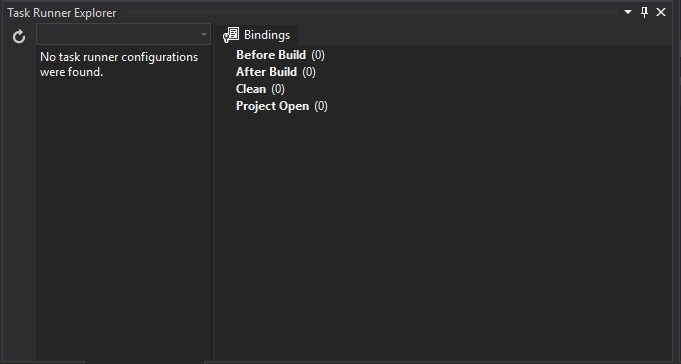 Task Runner Explorer
No task runner configurations
were found.
Bindings
Before Build (0)
After Build (0)
Clean (0)
Project Open (0)